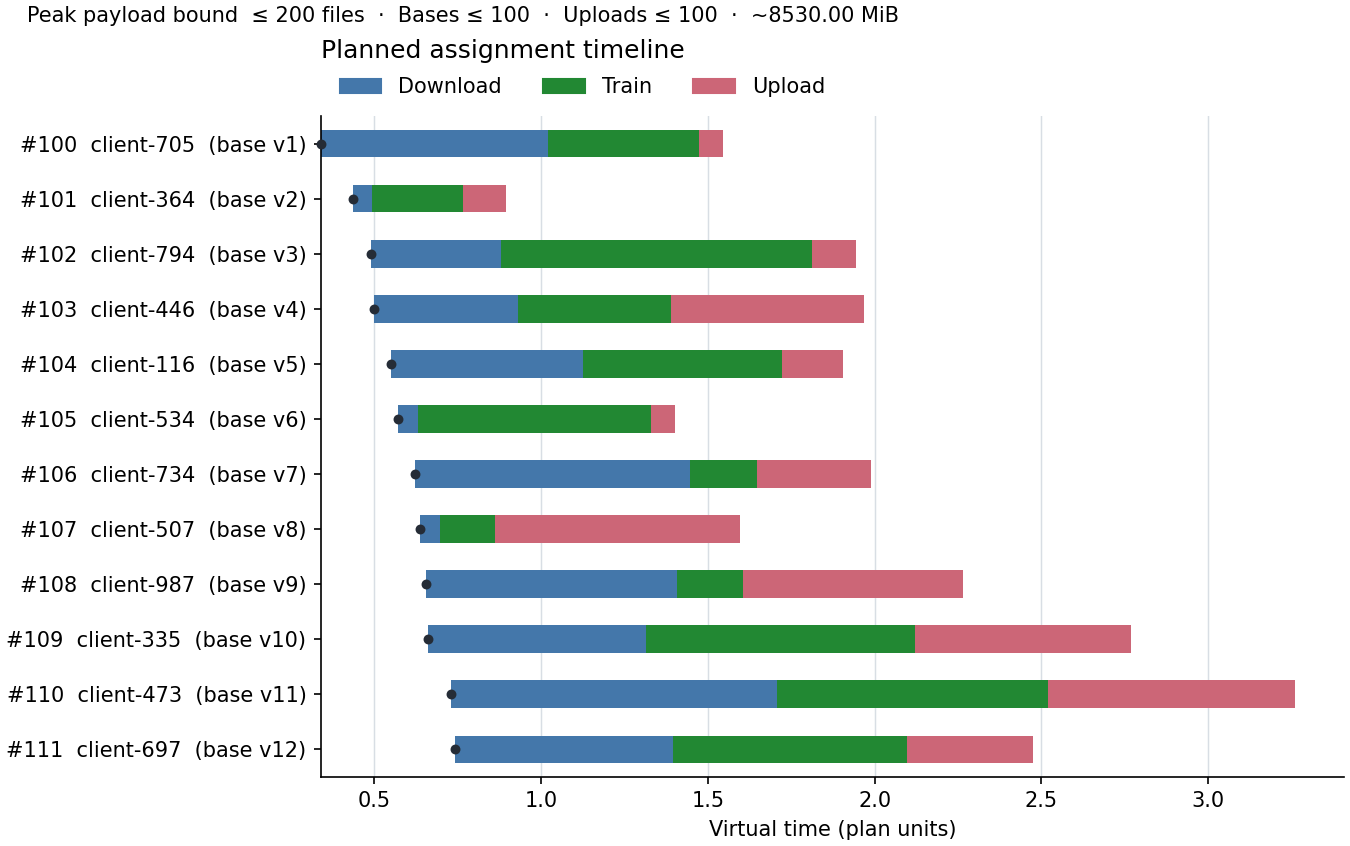 Peak payload bound ≤ 200 files · Bases ≤ 100 · Uploads ≤ 100 · ~8530.00 MiB
Planned assignment timeline
Download Train Upload
#100 client-705 (base v1)
#101 client-364 (base v2)
#102 client-794 (base v3)
#103 client-446 (base v4)
#104 client-116 (base v5)
#105 client-534 (base v6)
#106 client-734 (base v7)
#107 client-507 (base v8)
#108 client-987 (base v9)
#109 client-335 (base v10)
#110 client-473 (base v11)
#111 client-697 (base v12)
0.5 1.0 1.5 2.0 2.5 3.0
Virtual time (plan units)